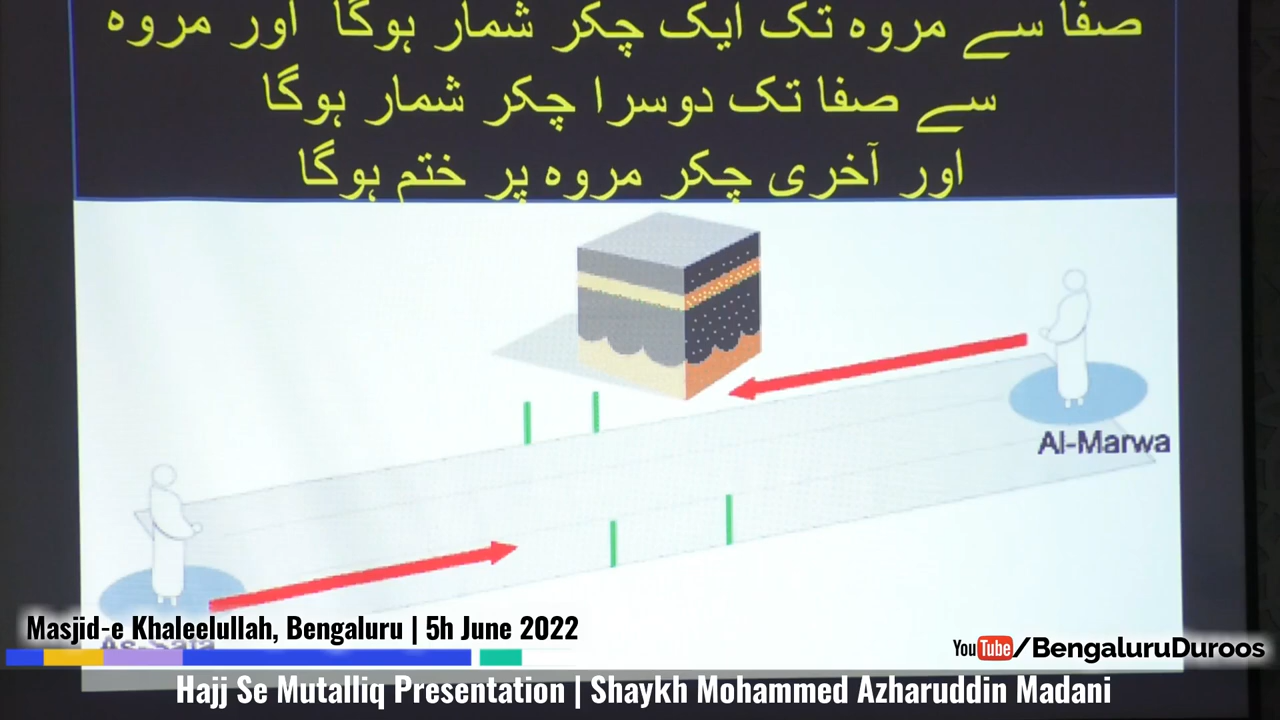 صفا سے مروہ تک ایک چکر شمار ہوگا اور مروہ
سے صفا تک دوسرا چکر شمار ہوگا
اور آخری چکر مروہ پر ختم ہوگا
Al-Marwa
As-Safa
Masjid-e Khaleelullah, Bengaluru | 5h June 2022
YouTube/BengaluruDuroos
Hajj Se Mutalliq Presentation | Shaykh Mohammed Azharuddin Madani